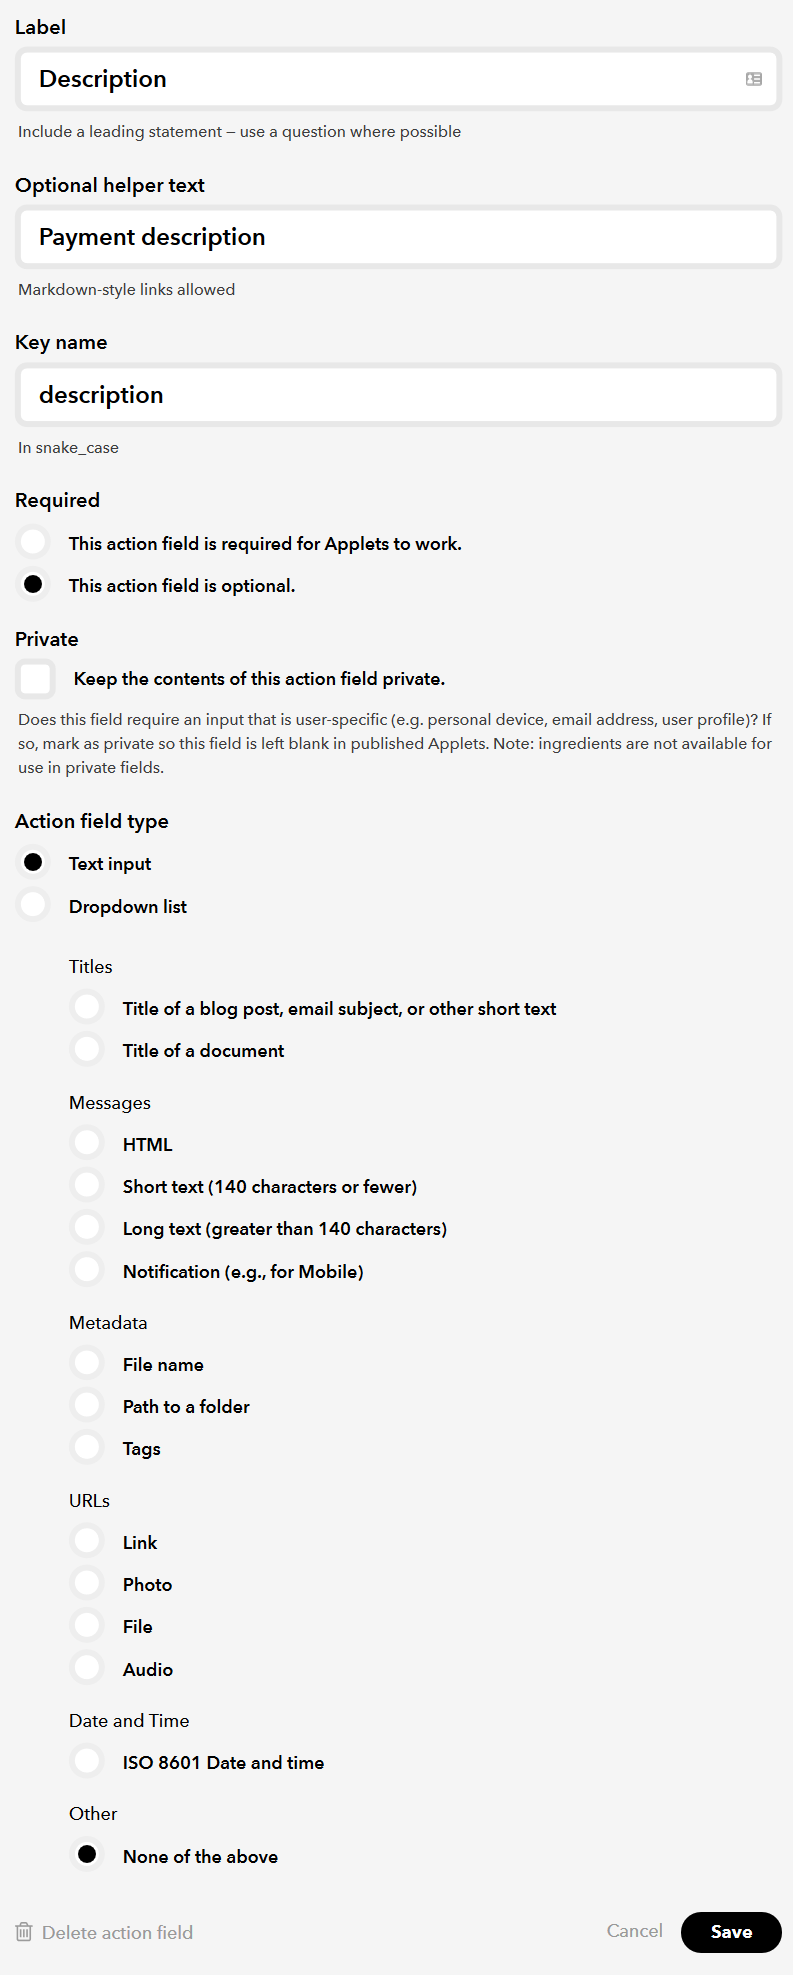 Label
Description
Include a leading statement – use a question where possible
Optional helper text
Payment description
Markdown-style links allowed
Key name
description
In snake_case
Required
This action field is required for Applets to work.
This action field is optional.
Private
Keep the contents of this action field private.
Does this field require an input that is user-specific (e.g. personal device, email address, user profile)? If
so, mark as private so this field is left blank in published Applets. Note: ingredients are not available for
use in private fields.
Action field type
Text input
Dropdown list
Titles
Title of a blog post, email subject, or other short text
Title of a document
Messages
HTML
Short text (140 characters or fewer)
Long text (greater than 140 characters)
Notification (e.g., for Mobile)
Metadata
File name
Path to a folder
Tags
URLs
Link
Photo
File
Audio
Date and Time
ISO 8601 Date and time
Other
None of the above
Delete action field
Cancel
Save